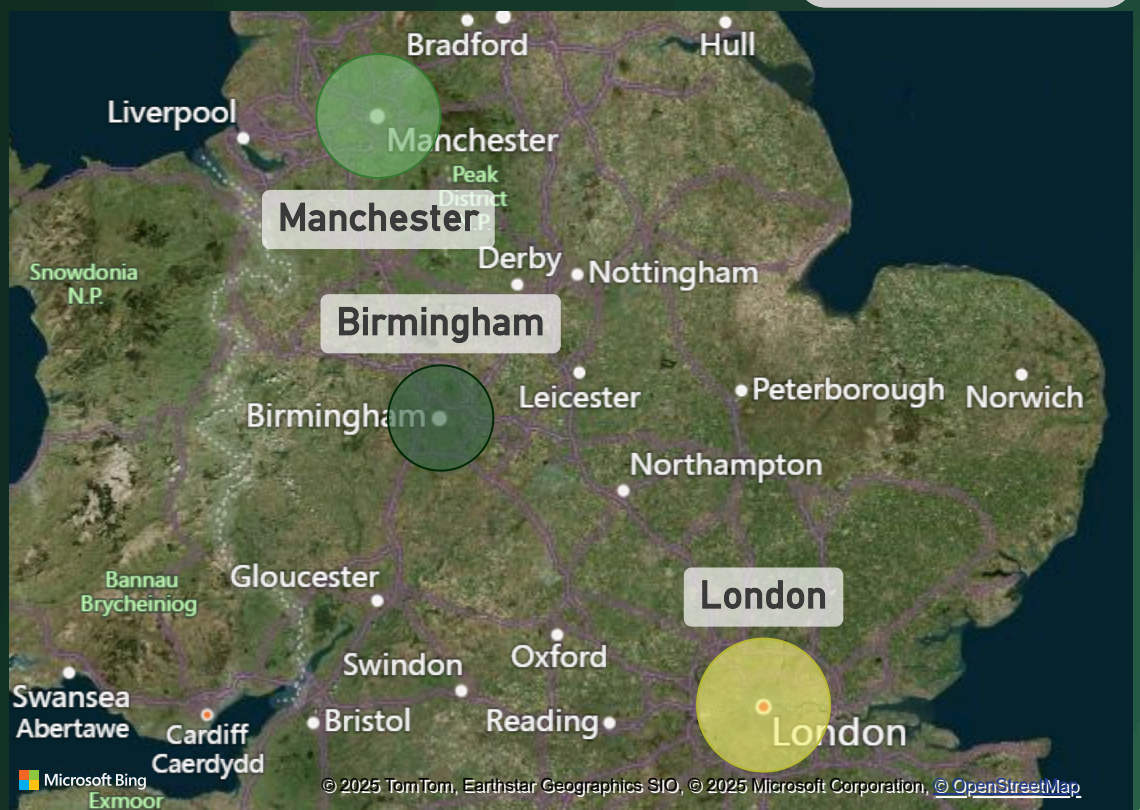 Bradford
Hull
Liverpool
Manchester
Peak
District
N.P.
Manchester
Derby
Nottingham
Snowdonia
N.P.
Birmingham
Leicester
Peterborough
Norwich
Birmingham
Northampton
Bannau
Brycheiniog
Gloucester
London
Swindon
Oxford
Swansea
Abertawe
Cardiff
Caerdydd
Bristol
Reading
London
Microsoft Bing
© 2025 TomTom, Earthstar Geographics SIO, © 2025 Microsoft Corporation, © OpenStreetMap
Exmoor